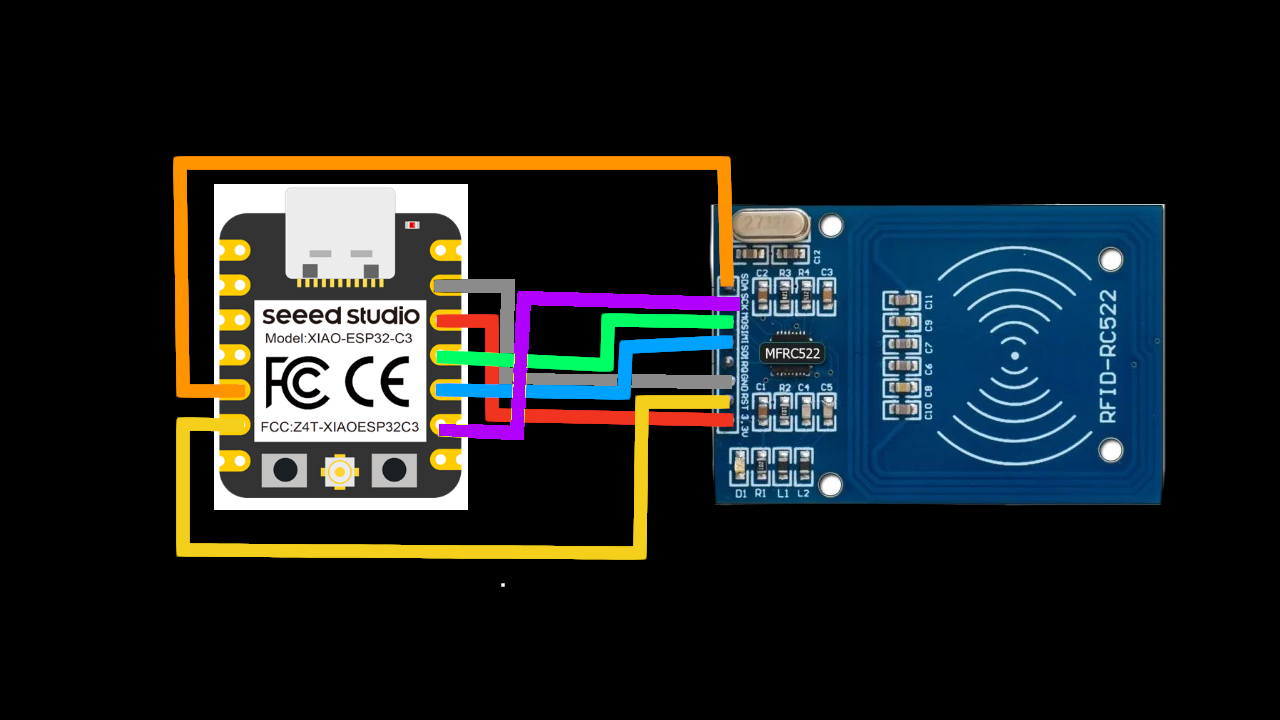 seeed studio
Model:XIAO-ESP32-C3
FCC:Z4T-XIAOESP32C3
27.12
C12
C2 R3 R4 C3
SDA
SCK
MOSI
MISO
IRQ
GND
RST
3.3V
MFRC522
C1 R2 C4 C5
D1 R1 L1 L2
C11
C9
C7
C6
C8
C10
RFID-RC522